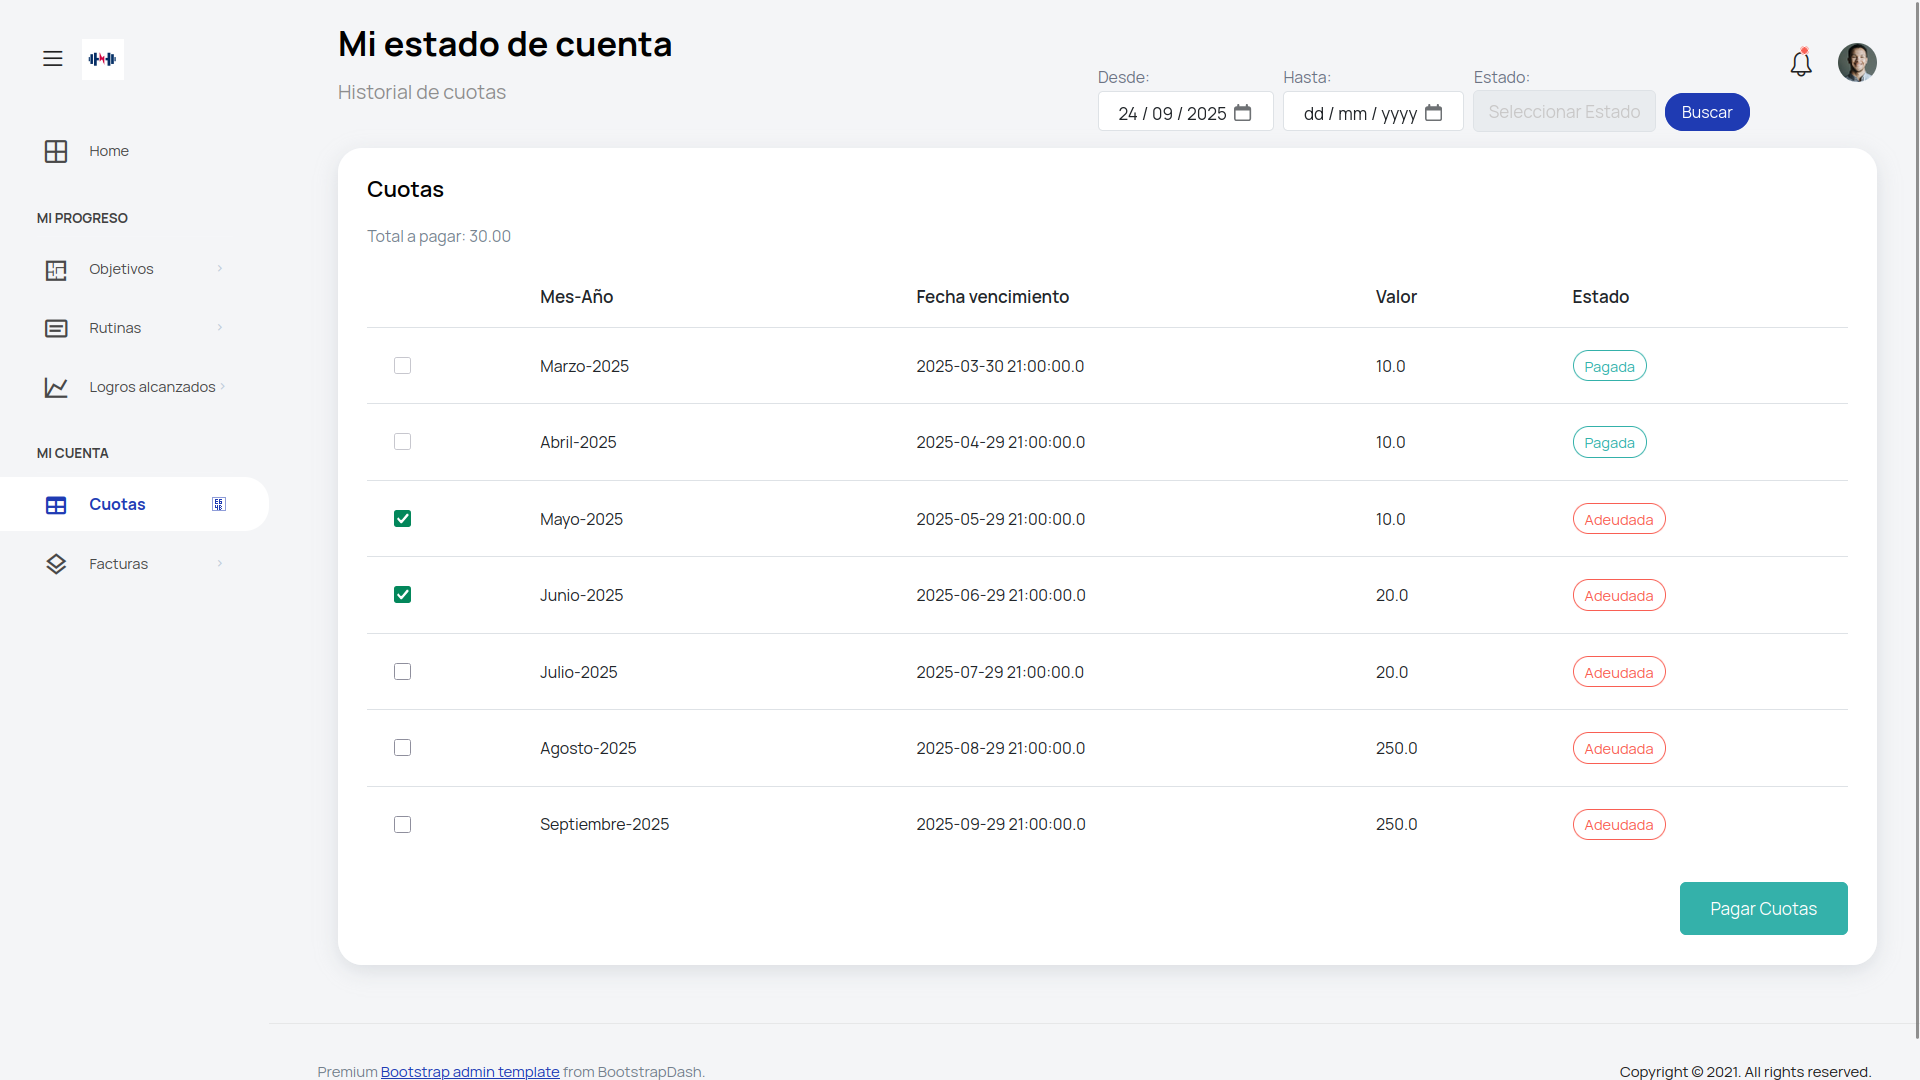 Mi estado de cuenta
Historial de cuotas
Desde:
Hasta:
Estado:
24 / 09 / 2025
dd / mm / yyyy
Seleccionar Estado
Buscar
Home
MI PROGRESO
Objetivos
Rutinas
Logros alcanzados
MI CUENTA
Cuotas
Facturas
Cuotas
Total a pagar: 30.00
Mes-Año Fecha vencimiento Valor Estado
Marzo-2025 2025-03-30 21:00:00.0 10.0 Pagada
Abril-2025 2025-04-29 21:00:00.0 10.0 Pagada
Mayo-2025 2025-05-29 21:00:00.0 10.0 Adeudada
Junio-2025 2025-06-29 21:00:00.0 20.0 Adeudada
Julio-2025 2025-07-29 21:00:00.0 20.0 Adeudada
Agosto-2025 2025-08-29 21:00:00.0 250.0 Adeudada
Septiembre-2025 2025-09-29 21:00:00.0 250.0 Adeudada
Pagar Cuotas
Premium Bootstrap admin template from BootstrapDash.
Copyright © 2021. All rights reserved.